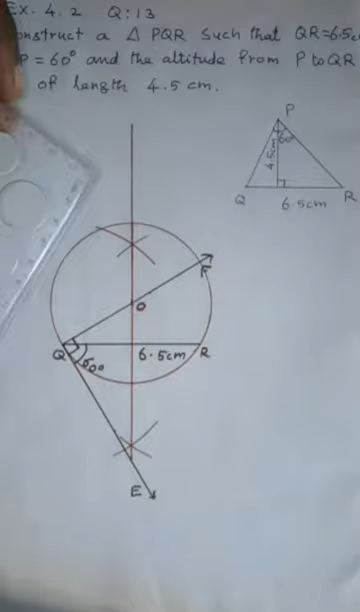 Ex. 4.2 Q:13
onstruct a Δ PQR such that QR=6.5c
P = 60° and the altitude from P to QR
of length 4.5 cm.
P
60°
4.5cm
Q R
6.5cm
F
O
Q 60° 6.5cm R
E